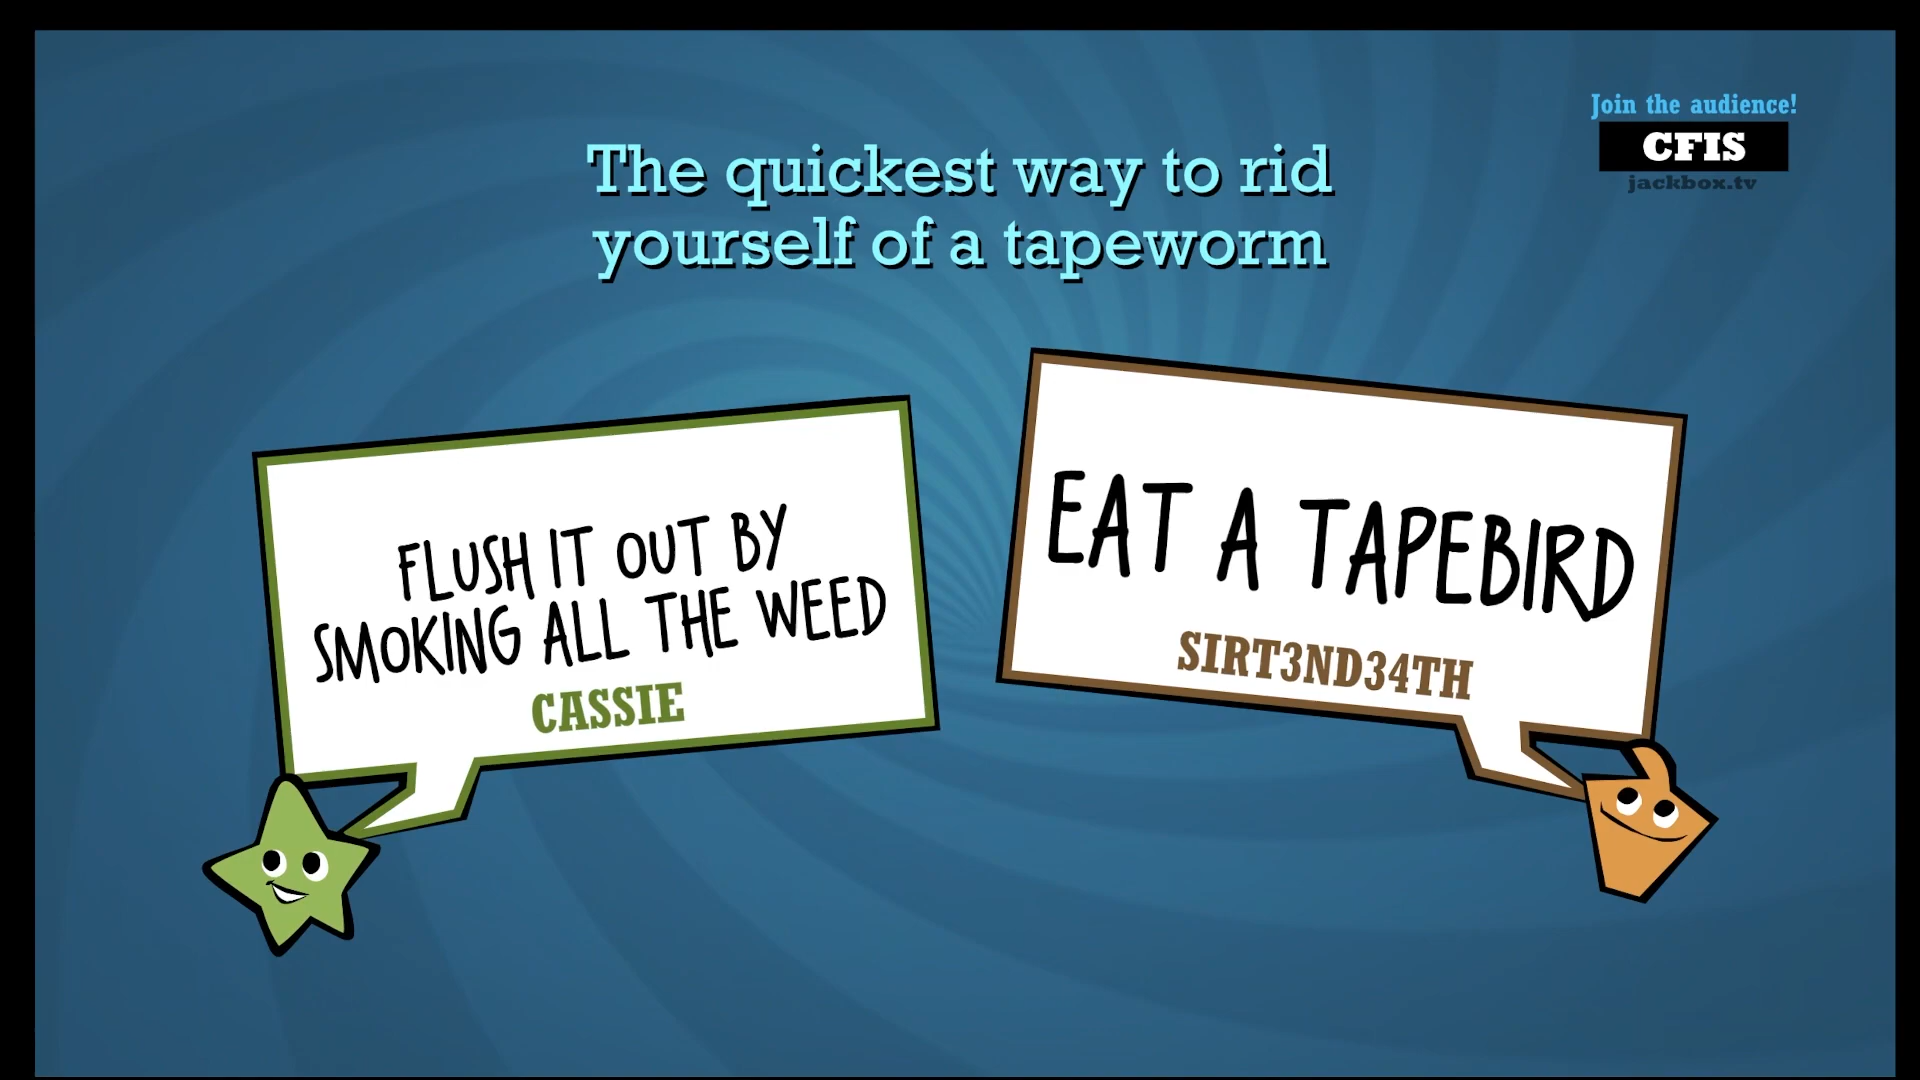 Join the audience!
CFIS
jackbox.tv
The quickest way to rid
yourself of a tapeworm
FLUSH IT OUT BY
SMOKING ALL THE WEED
CASSIE
EAT A TAPEBIRD
SIRT3ND34TH